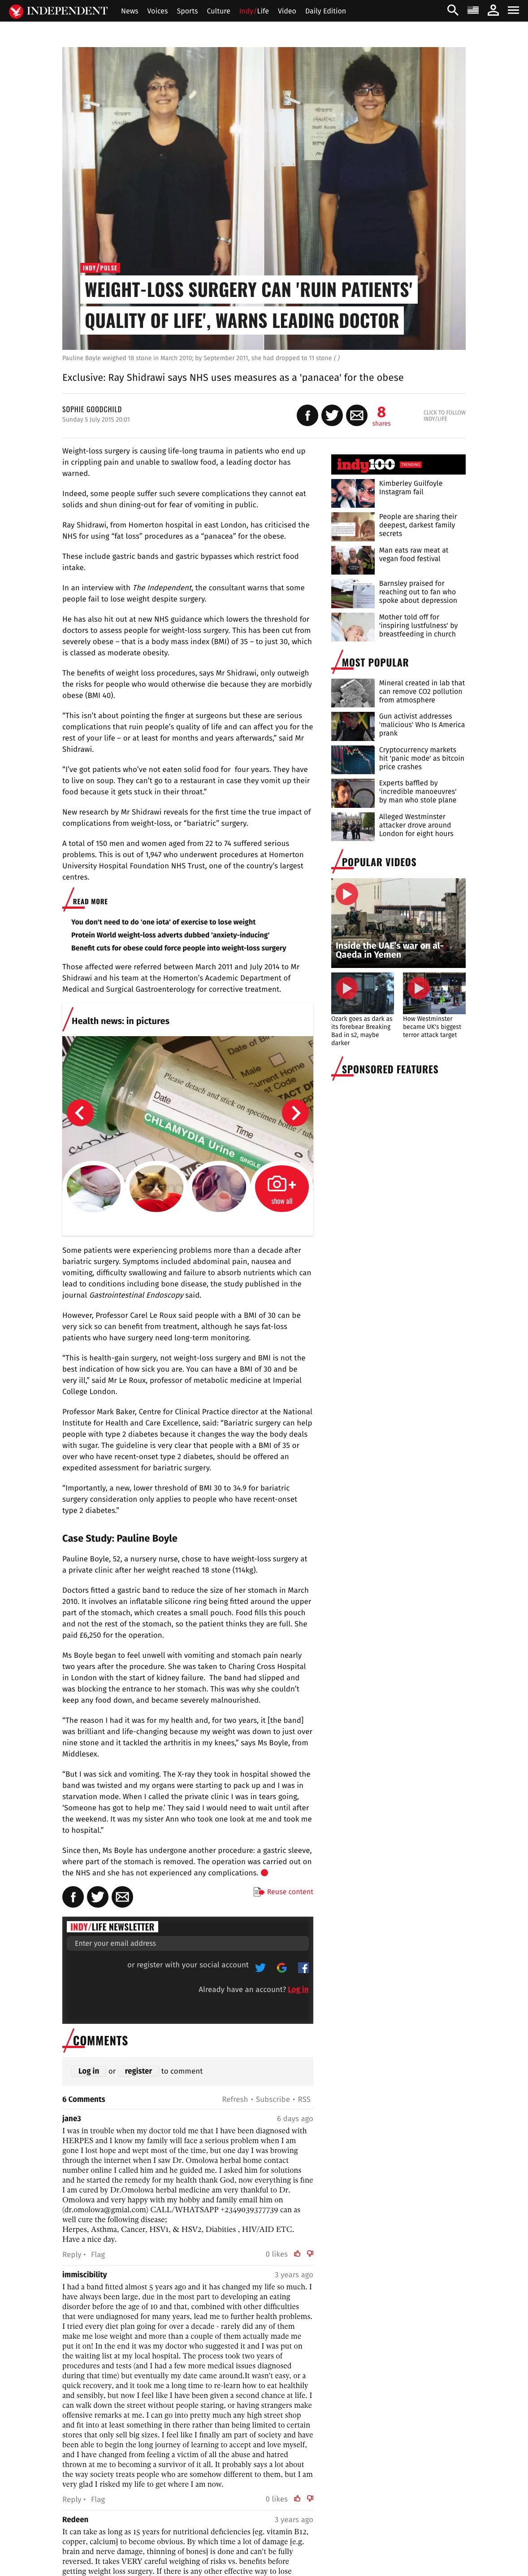 INDEPENDENT News Voices Sports Culture Indy/Life Video Daily Edition
INDY/PULSE
WEIGHT-LOSS SURGERY CAN 'RUIN PATIENTS'
QUALITY OF LIFE', WARNS LEADING DOCTOR
Pauline Boyle weighed 18 stone in March 2010; by September 2011, she had dropped to 11 stone ( )
Exclusive: Ray Shidrawi says NHS uses measures as a 'panacea' for the obese
SOPHIE GOODCHILD
Sunday 5 July 2015 20:01
8
shares
CLICK TO FOLLOW
INDY/LIFE
Weight-loss surgery is causing life-long trauma in patients who end up
in crippling pain and unable to swallow food, a leading doctor has
warned.
Indeed, some people suffer such severe complications they cannot eat
solids and shun dining-out for fear of vomiting in public.
Ray Shidrawi, from Homerton hospital in east London, has criticised the
NHS for using “fat loss” procedures as a “panacea” for the obese.
These include gastric bands and gastric bypasses which restrict food
intake.
In an interview with The Independent, the consultant warns that some
people fail to lose weight despite surgery.
He has also hit out at new NHS guidance which lowers the threshold for
doctors to assess people for weight-loss surgery. This has been cut from
severely obese – that is a body mass index (BMI) of 35 – to just 30, which
is classed as moderate obesity.
The benefits of weight loss procedures, says Mr Shidrawi, only outweigh
the risks for people who would otherwise die because they are morbidly
obese (BMI 40).
“This isn’t about pointing the finger at surgeons but these are serious
complications that ruin people’s quality of life and can affect you for the
rest of your life – or at least for months and years afterwards,” said Mr
Shidrawi.
“I’ve got patients who’ve not eaten solid food for four years. They have
to live on soup. They can’t go to a restaurant in case they vomit up their
food because it gets stuck in their throat.”
New research by Mr Shidrawi reveals for the first time the true impact of
complications from weight-loss, or “bariatric” surgery.
A total of 150 men and women aged from 22 to 74 suffered serious
problems. This is out of 1,947 who underwent procedures at Homerton
University Hospital Foundation NHS Trust, one of the country’s largest
centres.
READ MORE
You don't need to do 'one iota' of exercise to lose weight
Protein World weight-loss adverts dubbed 'anxiety-inducing'
Benefit cuts for obese could force people into weight-loss surgery
Those affected were referred between March 2011 and July 2014 to Mr
Shidrawi and his team at the Homerton’s Academic Department of
Medical and Surgical Gastroenterology for corrective treatment.
Health news: in pictures
Please detach and stick on specimen bottle
CHLAMYDIA Urine
Date
Time
show all
Some patients were experiencing problems more than a decade after
bariatric surgery. Symptoms included abdominal pain, nausea and
vomiting, difficulty swallowing and failure to absorb nutrients which can
lead to conditions including bone disease, the study published in the
journal Gastrointestinal Endoscopy said.
However, Professor Carel Le Roux said people with a BMI of 30 can be
very sick so can benefit from treatment, although he says fat-loss
patients who have surgery need long-term monitoring.
“This is health-gain surgery, not weight-loss surgery and BMI is not the
best indication of how sick you are. You can have a BMI of 30 and be
very ill,” said Mr Le Roux, professor of metabolic medicine at Imperial
College London.
Professor Mark Baker, Centre for Clinical Practice director at the National
Institute for Health and Care Excellence, said: “Bariatric surgery can help
people with type 2 diabetes because it changes the way the body deals
with sugar. The guideline is very clear that people with a BMI of 35 or
over who have recent-onset type 2 diabetes, should be offered an
expedited assessment for bariatric surgery.
“Importantly, a new, lower threshold of BMI 30 to 34.9 for bariatric
surgery consideration only applies to people who have recent-onset
type 2 diabetes.”
Case Study: Pauline Boyle
Pauline Boyle, 52, a nursery nurse, chose to have weight-loss surgery at
a private clinic after her weight reached 18 stone (114kg).
Doctors fitted a gastric band to reduce the size of her stomach in March
2010. It involves an inflatable silicone ring being fitted around the upper
part of the stomach, which creates a small pouch. Food fills this pouch
and not the rest of the stomach, so the patient thinks they are full. She
paid £6,250 for the operation.
Ms Boyle began to feel unwell with vomiting and stomach pain nearly
two years after the procedure. She was taken to Charing Cross Hospital
in London with the start of kidney failure. The band had slipped and
was blocking the entrance to her stomach. This was why she couldn’t
keep any food down, and became severely malnourished.
“The reason I had it was for my health and, for two years, it [the band]
was brilliant and life-changing because my weight was down to just over
nine stone and it tackled the arthritis in my knees,” says Ms Boyle, from
Middlesex.
“But I was sick and vomiting. The X-ray they took in hospital showed the
band was twisted and my organs were starting to pack up and I was in
starvation mode. When I called the private clinic I was in tears going,
‘Someone has got to help me.’ They said I would need to wait until after
the weekend. It was my sister Ann who took one look at me and took me
to hospital.”
Since then, Ms Boyle has undergone another procedure: a gastric sleeve,
where part of the stomach is removed. The operation was carried out on
the NHS and she has not experienced any complications.
Reuse content
INDY/LIFE NEWSLETTER
Enter your email address
or register with your social account
Already have an account? Log in
COMMENTS
Log in or register to comment
6 Comments Refresh • Subscribe • RSS
jane3 6 days ago
I was in trouble when my doctor told me that I have been diagnosed with
HERPES and I know my family will face a serious problem when I am
gone I lost hope and wept most of the time, but one day I was browing
through the internet when I saw Dr. Omolowa herbal home contact
number online I called him and he guided me, I asked him for solutions
and he started the remedy for my health thank God, now everything is fine
I am cured by Dr.Omolowa herbal medicine am very thankful to Dr.
Omolowa and very happy with my hobby and family email him on
(dr.omolowa@gmial.com) CALL/WHATSAPP +2349039377739 can as
well cure the following disease;
Herpes, Asthma, Cancer, HSV1, & HSV2, Diabities , HIV/AID ETC.
Have a nice day.
Reply • Flag 0 likes
immiscibility 3 years ago
I had a band fitted almost 5 years ago and it has changed my life so much. I
have always been large, due in the most part to developing an eating
disorder before the age of 10 and that, combined with other difficulties
that were undiagnosed for many years, lead me to further health problems.
I tried every diet plan going for over a decade - rarely did any of them
make me lose weight and more than a couple of them actually made me
put it on! In the end it was my doctor who suggested it and I was put on
the waiting list at my local hospital. The process took two years of
procedures and tests (and I had a few more medical issues diagnosed
during that time) but eventually my date came around.It wasn't easy, or a
quick recovery, and it took me a long time to re-learn how to eat healthily
and sensibly, but now I feel like I have been given a second chance at life. I
can walk down the street without people staring, or having strangers make
offensive remarks at me. I can go into pretty much any high street shop
and fit into at least something in there rather than being limited to certain
stores that only sell big sizes. I feel like I finally am part of society and have
been able to begin the long journey of learning to accept and love myself,
and I have changed from feeling a victim of all the abuse and hatred
thrown at me to becoming a survivor of it all. It probably says a lot about
the way society treats people who are somehow different to them, but I am
very glad I risked my life to get where I am now.
Reply • Flag 0 likes
Redeen 3 years ago
It can take as long as 15 years for nutritional deficiencies [eg. vitamin B12,
copper, calcium] to become obvious. By which time a lot of damage [e.g.
brain and nerve damage, thinning of bones] is done and can't be fully
reversed. It takes VERY careful weighing of risks vs. benefits before
getting weight loss surgery. If there is any other effective way to lose
indy100 TRENDING
Kimberley Guilfoyle
Instagram fail
People are sharing their
deepest, darkest family
secrets
Man eats raw meat at
vegan food festival
Barnsley praised for
reaching out to fan who
spoke about depression
Mother told off for
'inspiring lustfulness' by
breastfeeding in church
MOST POPULAR
Mineral created in lab that
can remove CO2 pollution
from atmosphere
Gun activist addresses
'malicious' Who Is America
prank
Cryptocurrency markets
hit 'panic mode' as bitcoin
price crashes
Experts baffled by
'incredible manoeuvres'
by man who stole plane
Alleged Westminster
attacker drove around
London for eight hours
POPULAR VIDEOS
Inside the UAE's war on al-
Qaeda in Yemen
Ozark goes as dark as
its forebear Breaking
Bad in s2, maybe
darker
How Westminster
became UK's biggest
terror attack target
SPONSORED FEATURES